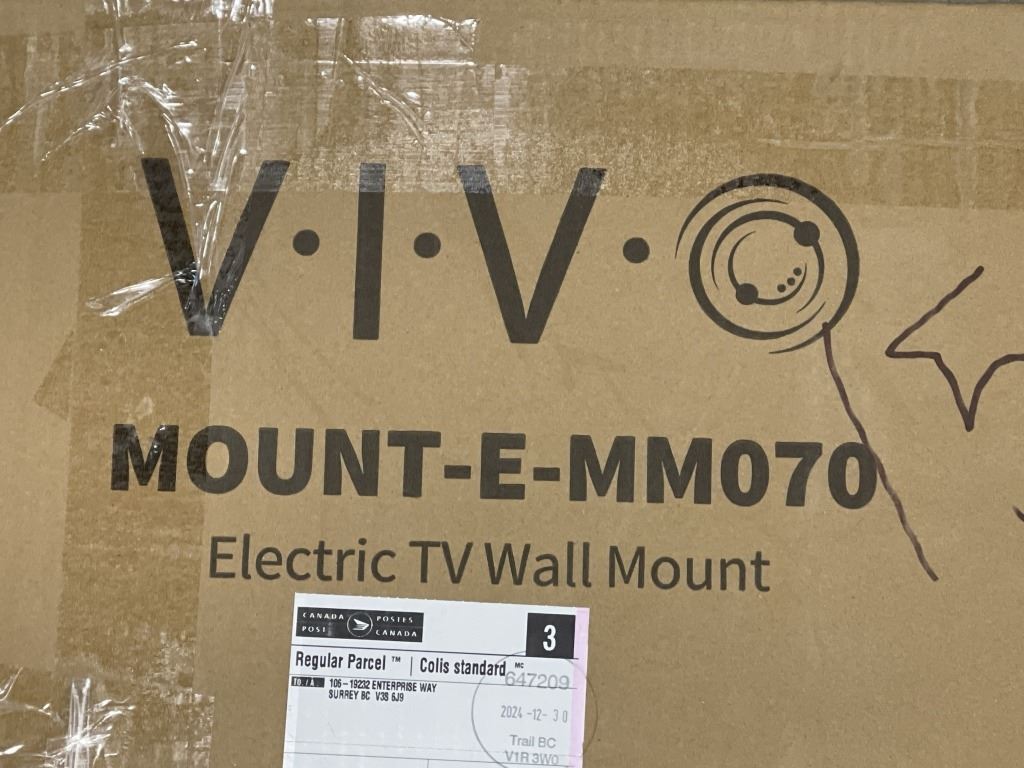 V·I·V·O
MOUNT-E-MM070
Electric TV Wall Mount
CANADA POSTES
POST CANADA
3
Regular Parcel ™ | Colis standard MC
TO / À 106-19232 ENTERPRISE WAY
SURREY BC V3S 6J9
647209
2024-12-30
Trail BC
V1R 3W0